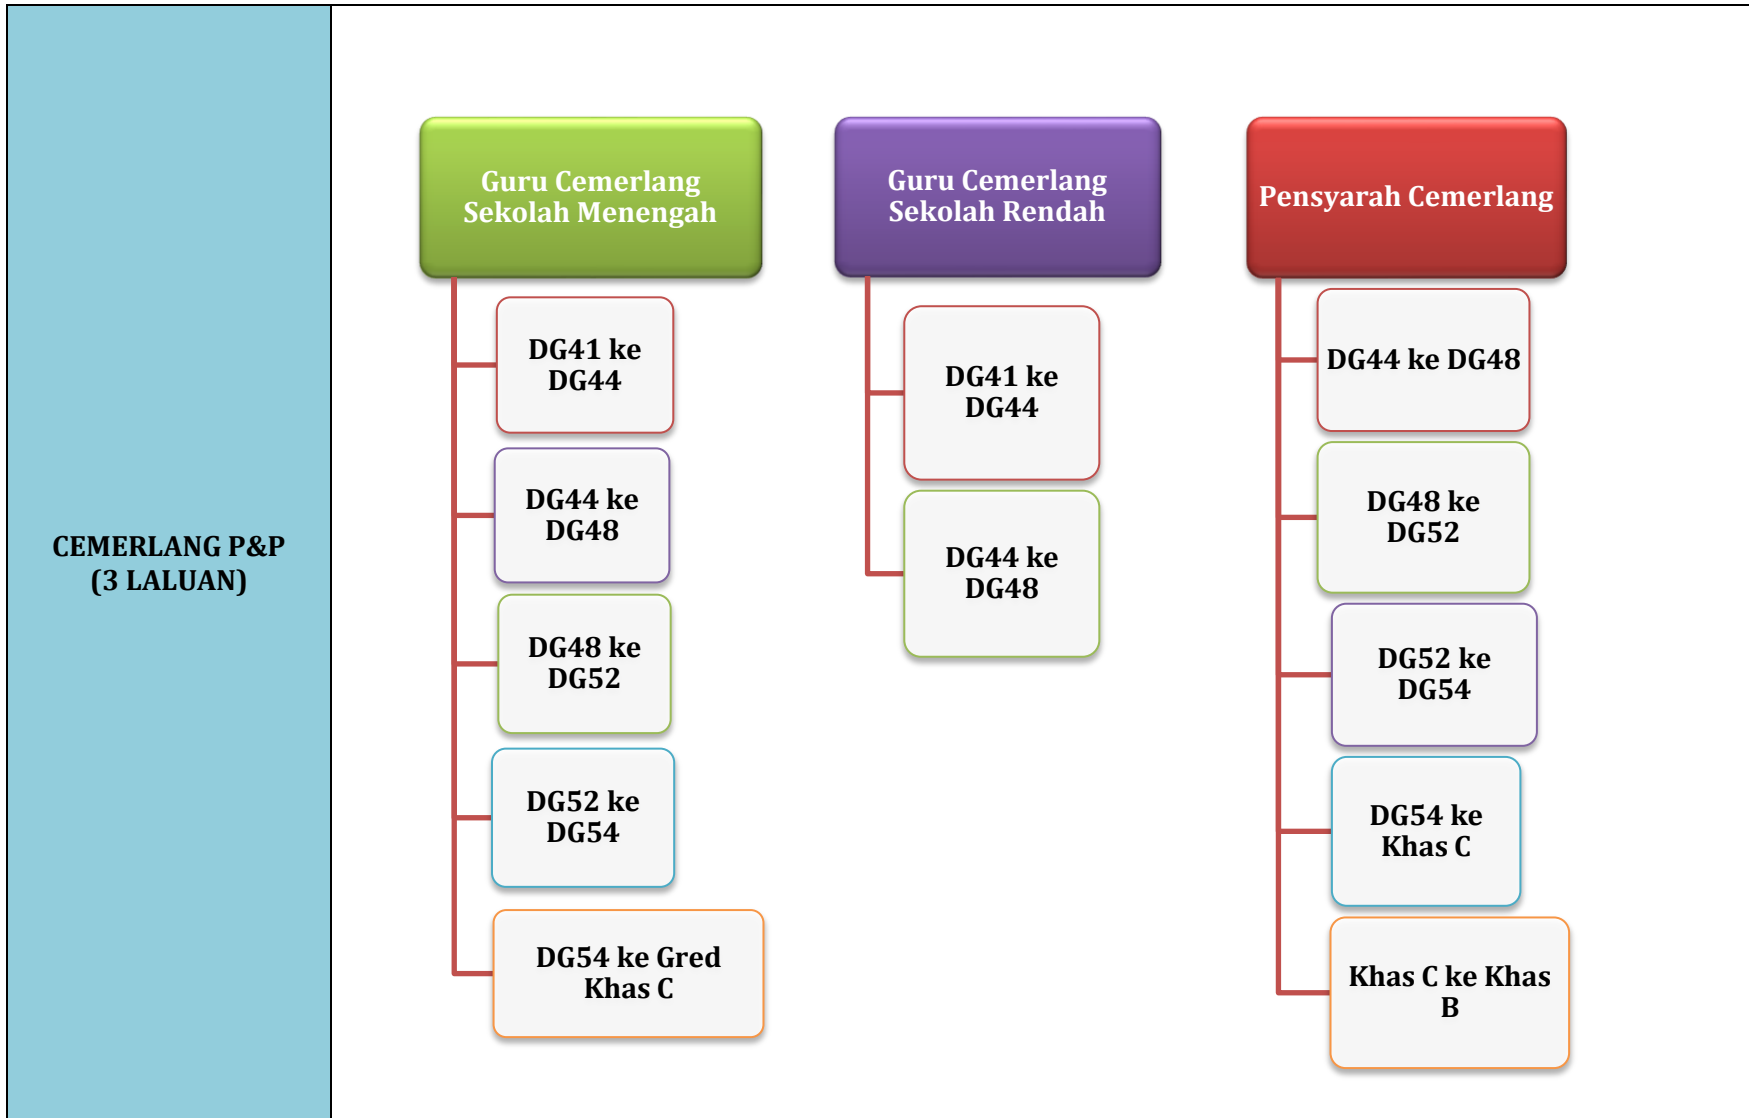 CEMERLANG P&P
(3 LALUAN)
Guru Cemerlang
Sekolah Menengah
DG41 ke
DG44
DG44 ke
DG48
DG48 ke
DG52
DG52 ke
DG54
DG54 ke Gred
Khas C
Guru Cemerlang
Sekolah Rendah
DG41 ke
DG44
DG44 ke
DG48
Pensyarah Cemerlang
DG44 ke DG48
DG48 ke
DG52
DG52 ke
DG54
DG54 ke
Khas C
Khas C ke Khas
B